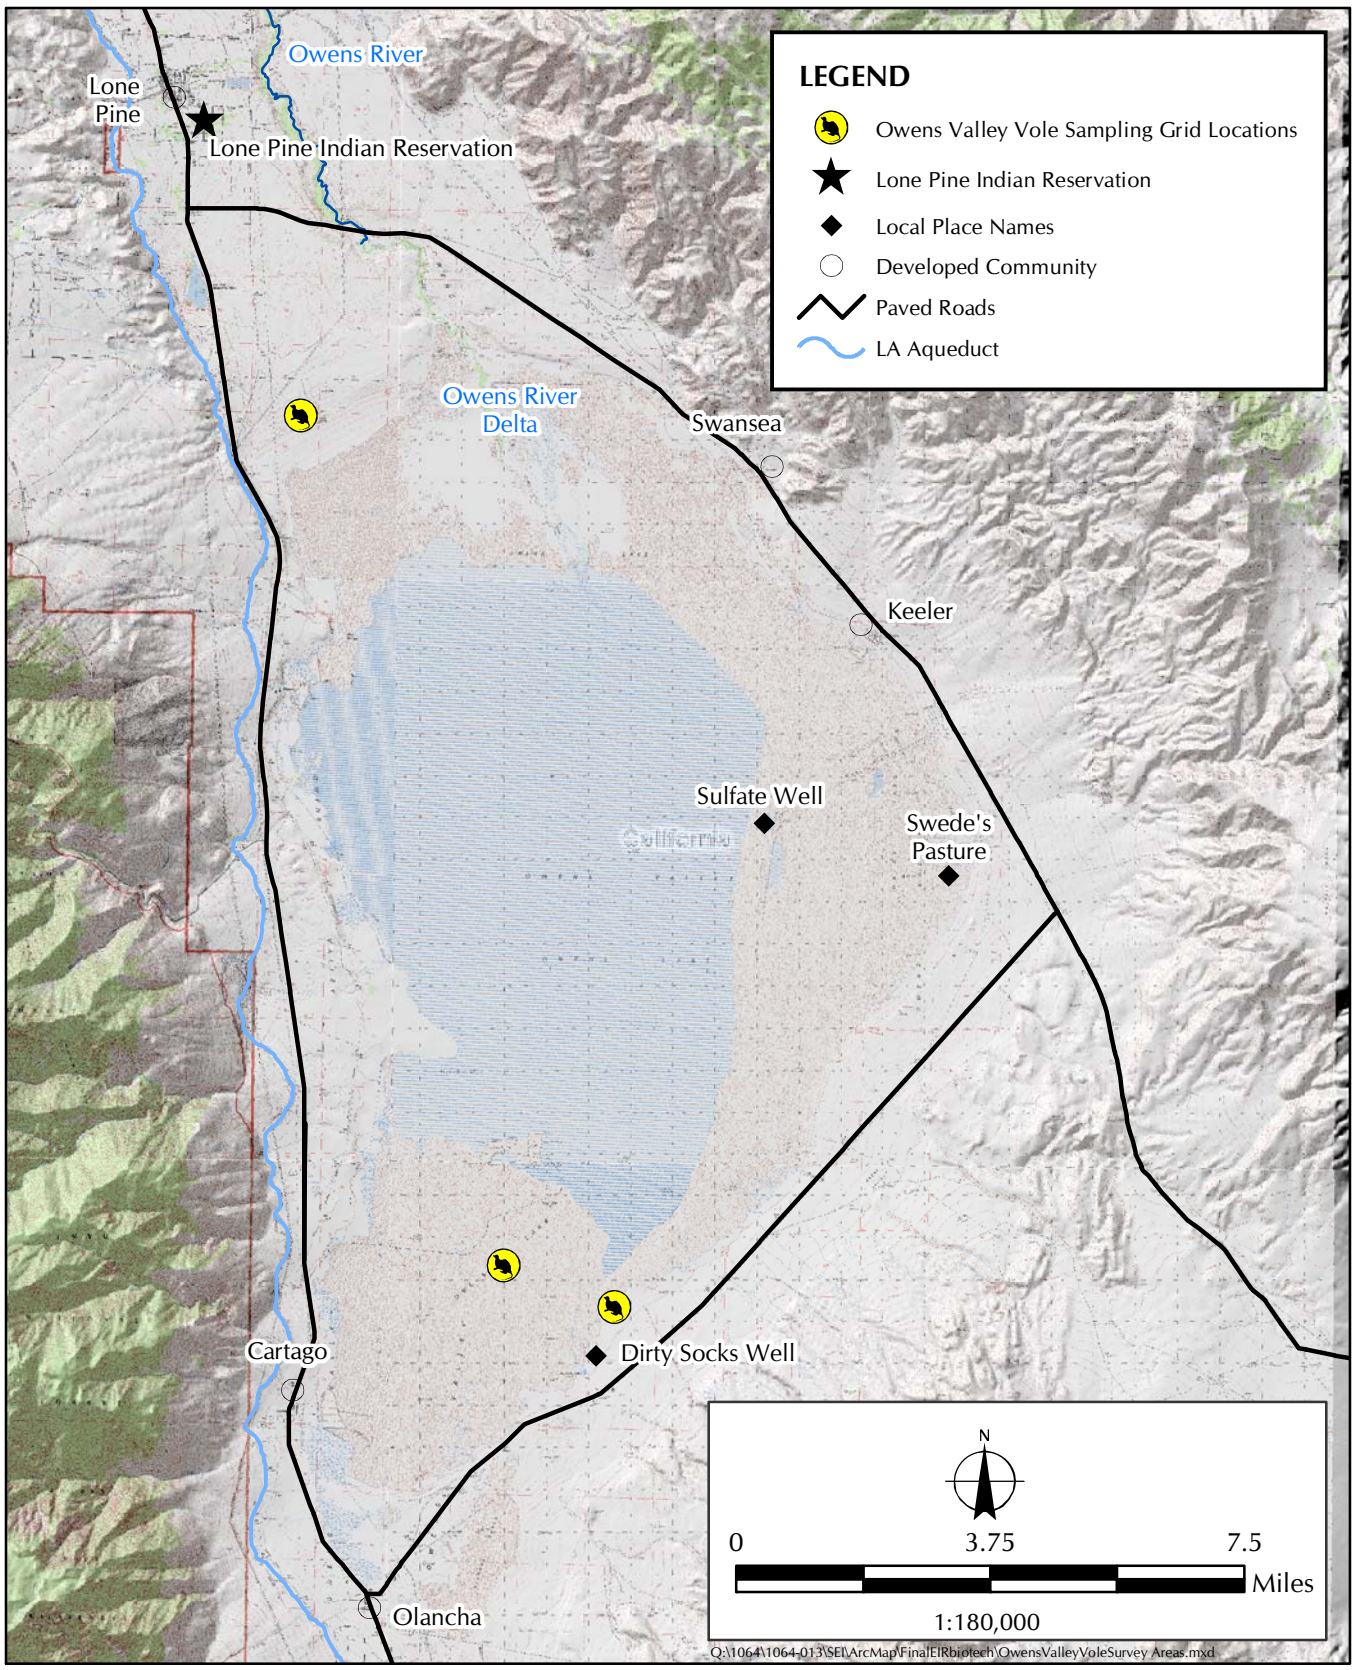 Owens River
Lone
Pine
Lone Pine Indian Reservation
LEGEND
Owens Valley Vole Sampling Grid Locations
Lone Pine Indian Reservation
Local Place Names
Developed Community
Paved Roads
LA Aqueduct
Owens River
Delta
Swansea
Keeler
Sulfate Well
California
Swede's
Pasture
Cartago
Dirty Socks Well
Olancha
N
0 3.75 7.5
Miles
1:180,000
Q:\1064\1064-013\SEI\ArcMap\FinalEIRbiotech\OwensValleyVoleSurvey Areas.mxd